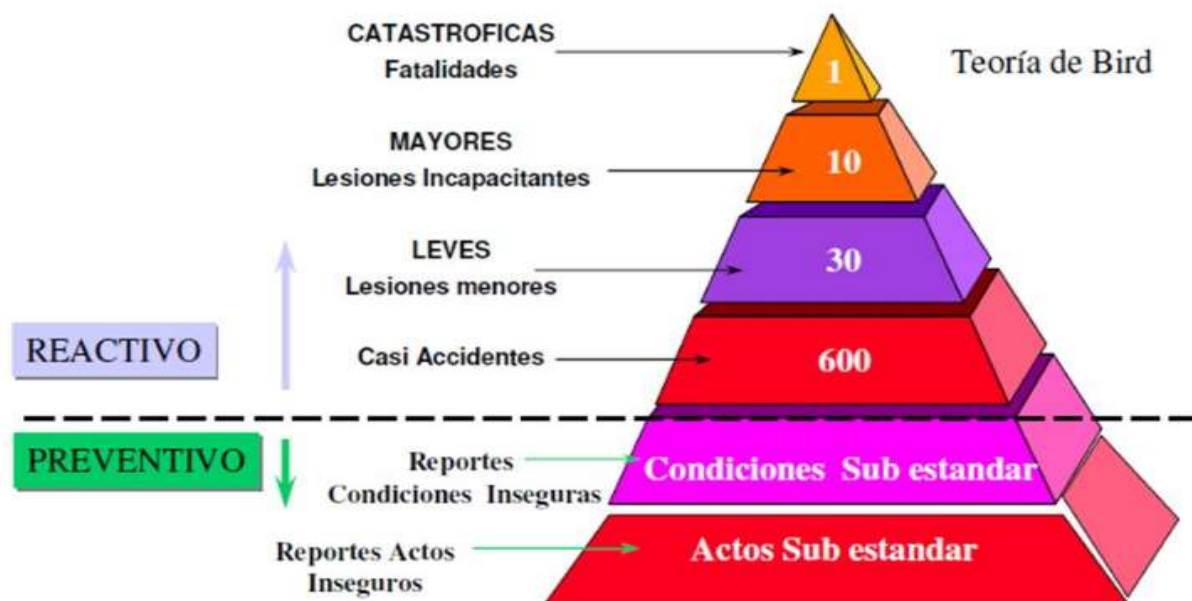 CATASTROFICAS
Fatalidades
1
Teoría de Bird
MAYORES
Lesiones Incapacitantes
10
LEVES
Lesiones menores
30
REACTIVO
Casi Accidentes
600
PREVENTIVO
Reportes
Condiciones Inseguras
Condiciones Sub estandar
Reportes Actos
Inseguros
Actos Sub estandar